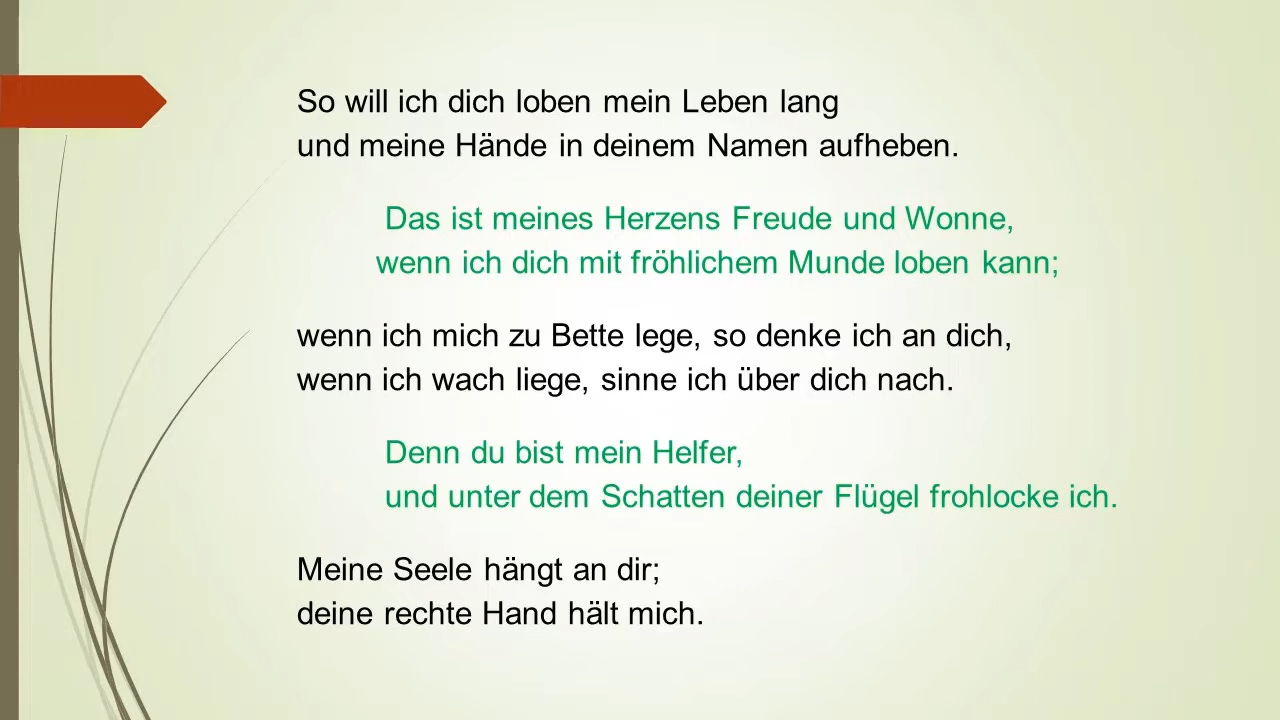 So will ich dich loben mein Leben lang
und meine Hände in deinem Namen aufheben.
Das ist meines Herzens Freude und Wonne,
wenn ich dich mit fröhlichem Munde loben kann;
wenn ich mich zu Bette lege, so denke ich an dich,
wenn ich wach liege, sinne ich über dich nach.
Denn du bist mein Helfer,
und unter dem Schatten deiner Flügel frohlocke ich.
Meine Seele hängt an dir;
deine rechte Hand hält mich.